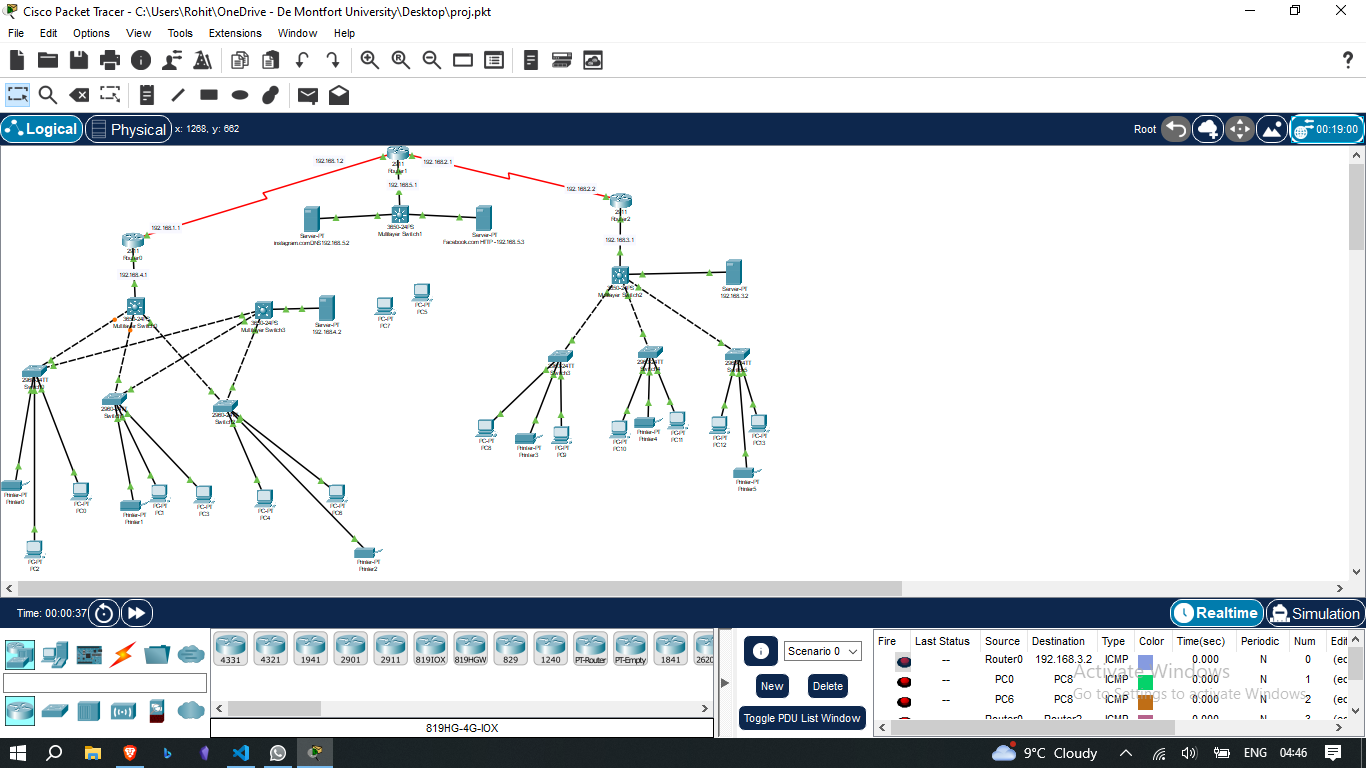 Cisco Packet Tracer - C:\Users\Rohit\OneDrive - De Montfort University\Desktop\proj.pkt
File Edit Options View Tools Extensions Window Help
Logical Physical x: 1268, y: 662 Root 00:19:00
2911
Router1
192.168.1.2
192.168.2.1
192.168.5.1
192.168.2.2
2911
Router2
192.168.1.1
Server-PT
instagram.comDNS192.168.5.2
3650-24PS
Multilayer Switch1
Server-PT
Facebook.com HTTP -192.168.5.3
2911
Router0
192.168.3.1
192.168.4.1
3650-24PS
Multilayer Switch2
Server-PT
192.168.3.2
3650-24PS
Multilayer Switch0
3650-24PS
Multilayer Switch3
Server-PT
192.168.4.2
PC-PT
PC7
PC-PT
PC5
2960-24TT
Switch3
2960-24TT
2960-24TT
2960-24TT
PC-PT
PC8
Printer-PT
Printer3
PC-PT
PC9
PC-PT
PC10
Printer-PT
Printer4
PC-PT
PC11
PC-PT
PC12
PC-PT
PC13
Printer-PT
Printer5
Printer-PT
Printer0
PC-PT
PC0
Printer-PT
Printer1
PC-PT
PC1
PC-PT
PC3
PC-PT
PC4
PC-PT
PC6
PC-PT
PC2
Printer-PT
Printer2
Time: 00:00:37 Realtime Simulation
4331 4321 1941 2901 2911 819IOX 819HGW 829 1240 PT-Router PT-Empty 1841 2620
819HG-4G-IOX
Scenario 0
New Delete
Toggle PDU List Window
Fire Last Status Source Destination Type Color Time(sec) Periodic Num Edit
-- Router0 192.168.3.2 ICMP 0.000 N 0 (ec
-- PC0 PC8 ICMP 0.000 N 1 (ec
-- PC6 PC8 ICMP 0.000 N 2 (ec
-- Router0 Router2 ICMP 0.000 N 3 (ec
Activate Windows
Go to Settings to activate Windows.
9°C Cloudy ENG 04:46